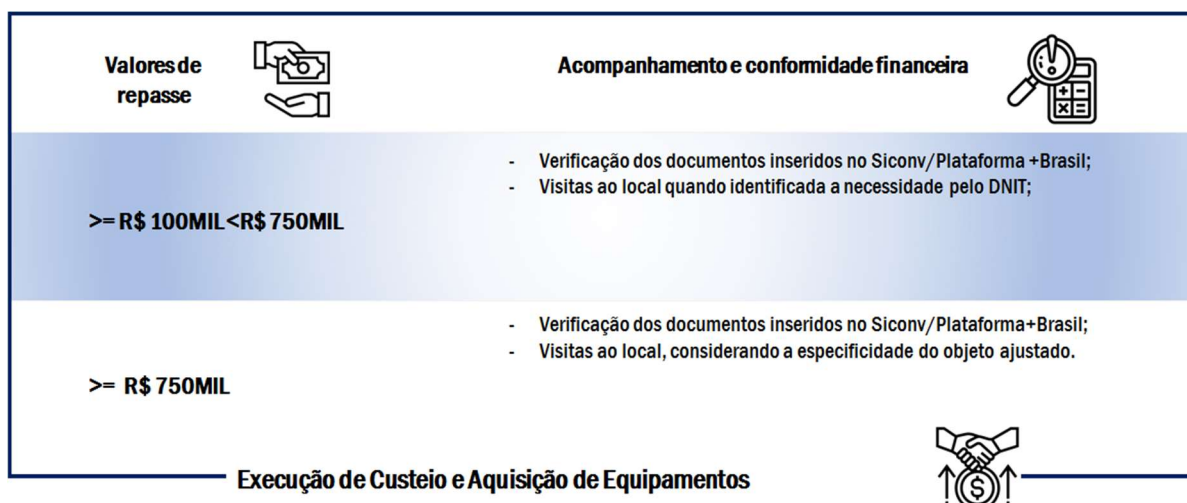 Valores de
repasse
Acompanhamento e conformidade financeira
>= R$ 100MIL<R$ 750MIL
- Verificação dos documentos inseridos no Siconv/Plataforma +Brasil;
- Visitas ao local quando identificada a necessidade pelo DNIT;
>= R$ 750MIL
- Verificação dos documentos inseridos no Siconv/Plataforma+Brasil;
- Visitas ao local, considerando a especificidade do objeto ajustado.
Execução de Custeio e Aquisição de Equipamentos